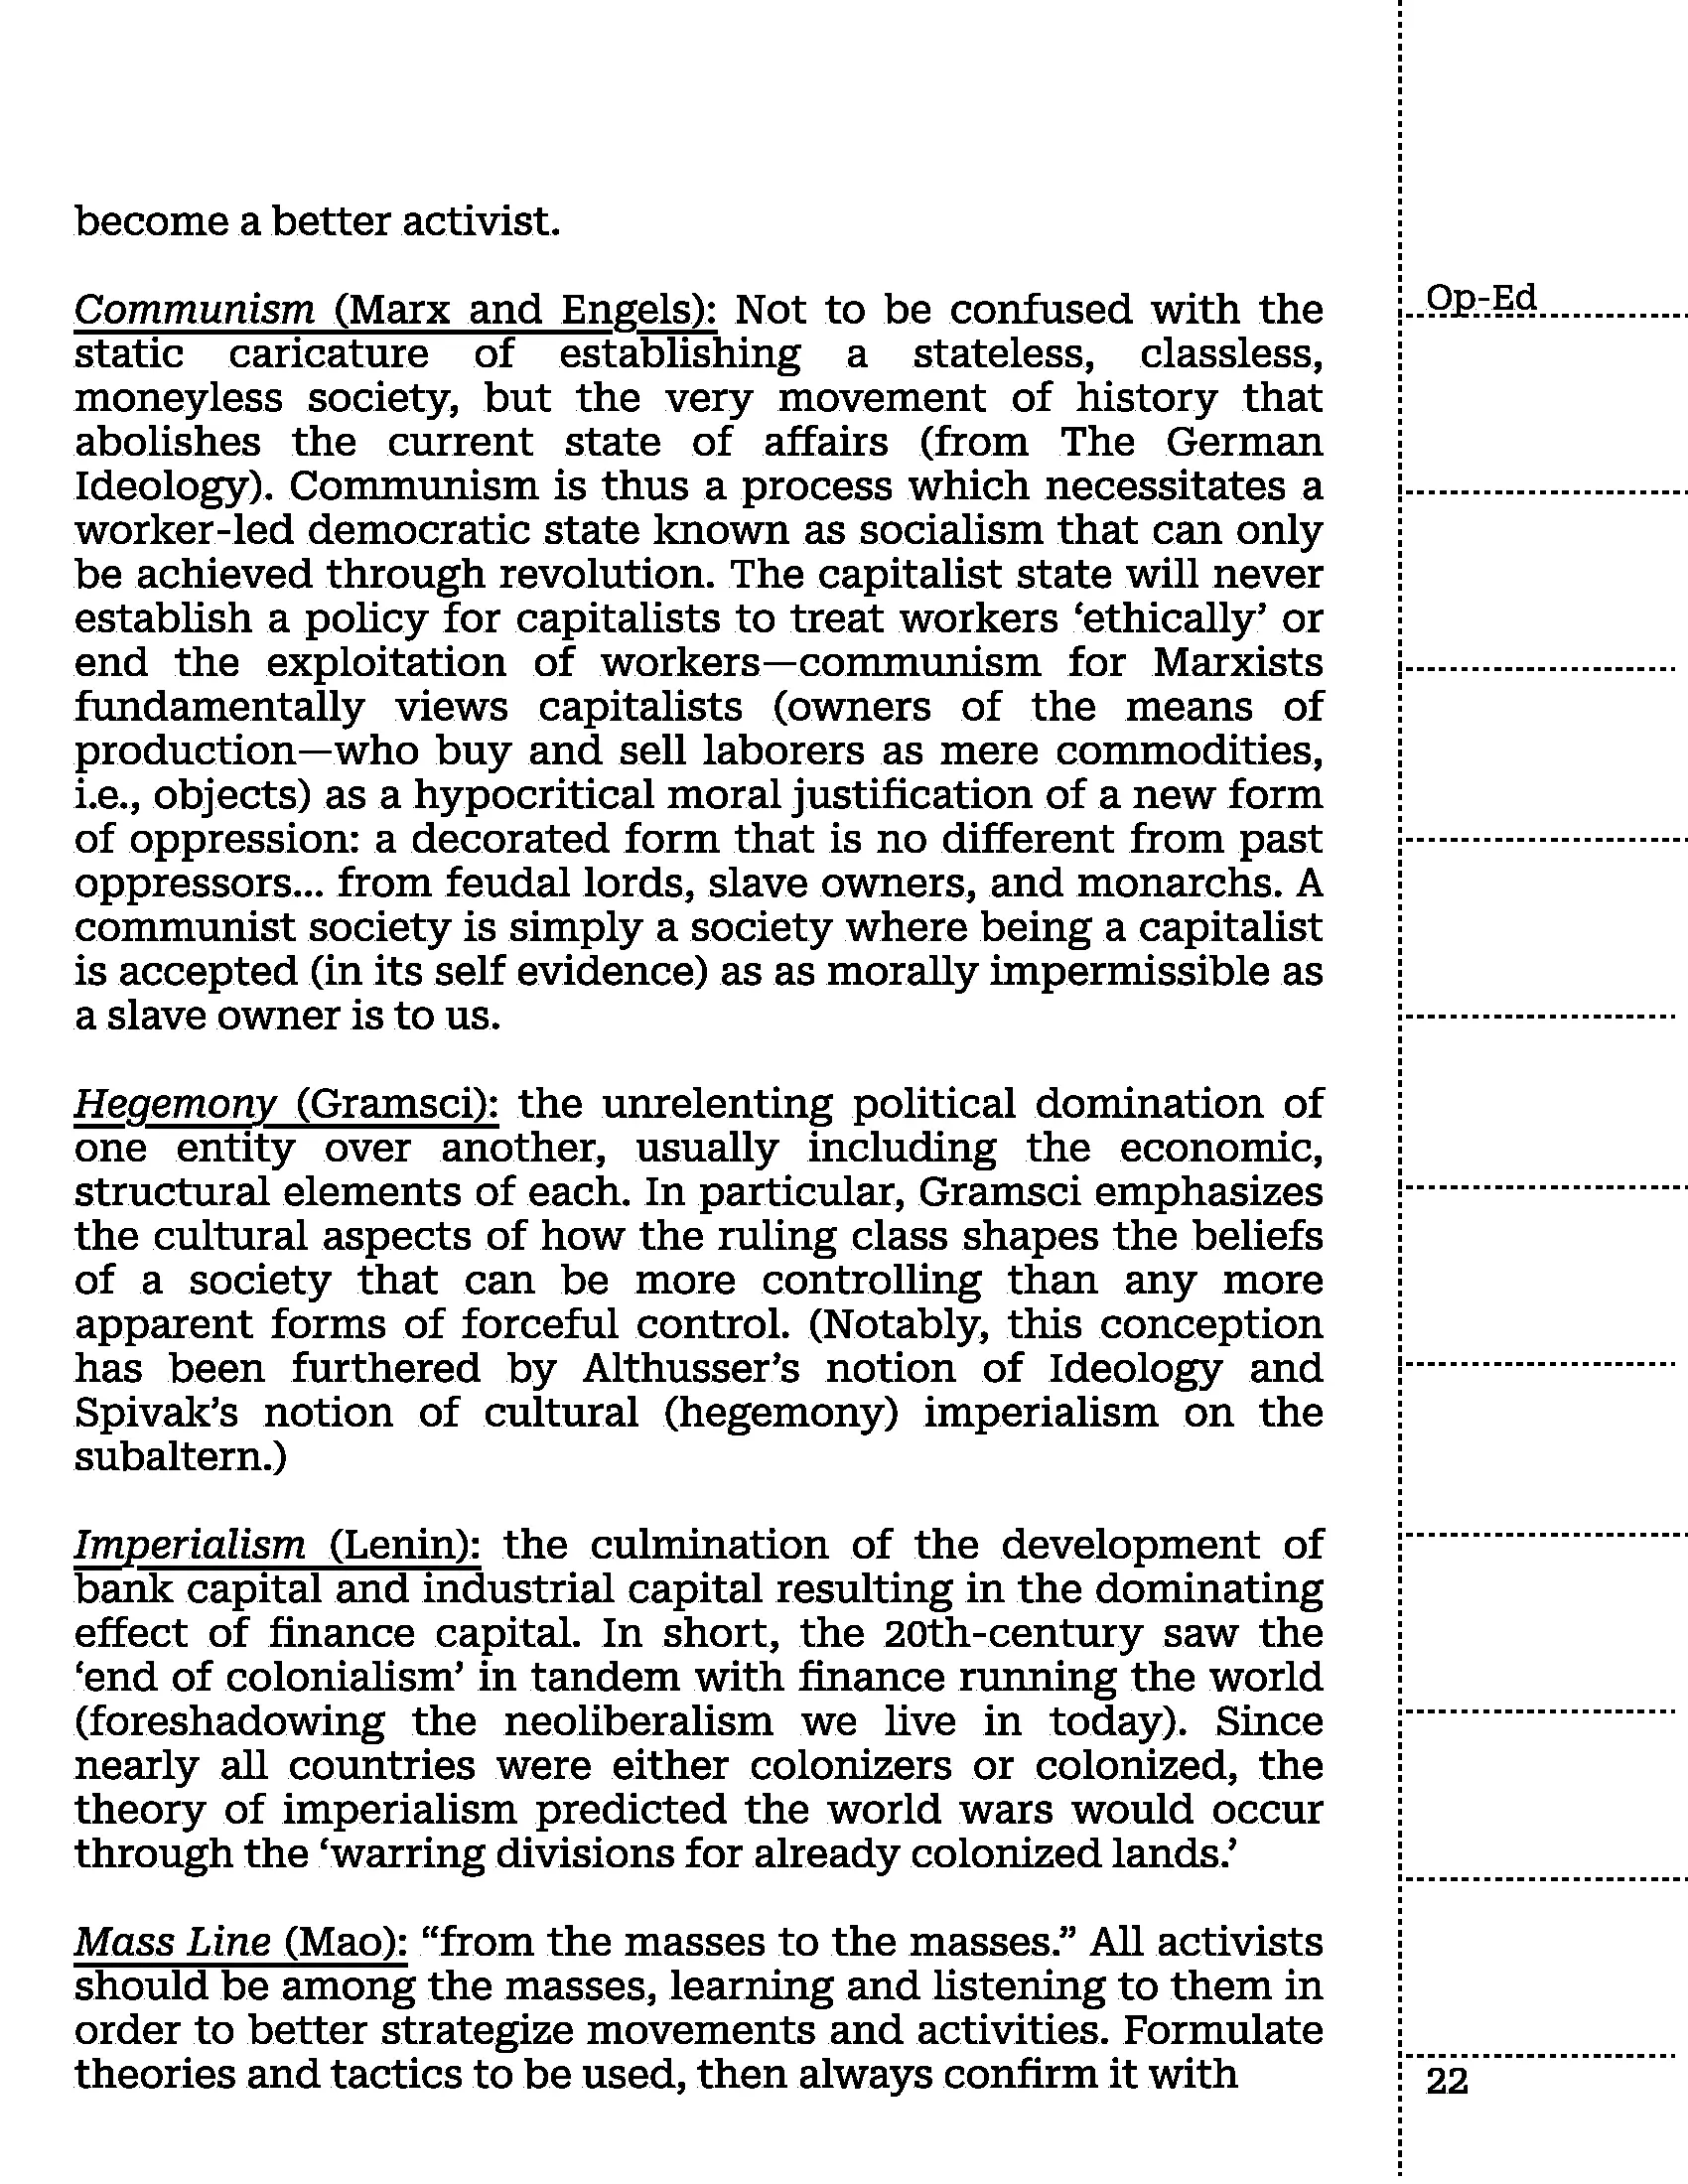 become a better activist.
Communism (Marx and Engels): Not to be confused with the
static caricature of establishing a stateless, classless,
moneyless society, but the very movement of history that
abolishes the current state of affairs (from The German
Ideology). Communism is thus a process which necessitates a
worker-led democratic state known as socialism that can only
be achieved through revolution. The capitalist state will never
establish a policy for capitalists to treat workers ‘ethically’ or
end the exploitation of workers—communism for Marxists
fundamentally views capitalists (owners of the means of
production—who buy and sell laborers as mere commodities,
i.e., objects) as a hypocritical moral justification of a new form
of oppression: a decorated form that is no different from past
oppressors... from feudal lords, slave owners, and monarchs. A
communist society is simply a society where being a capitalist
is accepted (in its self evidence) as as morally impermissible as
a slave owner is to us.
Hegemony (Gramsci): the unrelenting political domination of
one entity over another, usually including the economic,
structural elements of each. In particular, Gramsci emphasizes
the cultural aspects of how the ruling class shapes the beliefs
of a society that can be more controlling than any more
apparent forms of forceful control. (Notably, this conception
has been furthered by Althusser’s notion of Ideology and
Spivak’s notion of cultural (hegemony) imperialism on the
subaltern.)
Imperialism (Lenin): the culmination of the development of
bank capital and industrial capital resulting in the dominating
effect of finance capital. In short, the 20th-century saw the
‘end of colonialism’ in tandem with finance running the world
(foreshadowing the neoliberalism we live in today). Since
nearly all countries were either colonizers or colonized, the
theory of imperialism predicted the world wars would occur
through the ‘warring divisions for already colonized lands.’
Mass Line (Mao): “from the masses to the masses.” All activists
should be among the masses, learning and listening to them in
order to better strategize movements and activities. Formulate
theories and tactics to be used, then always confirm it with
Op-Ed
22